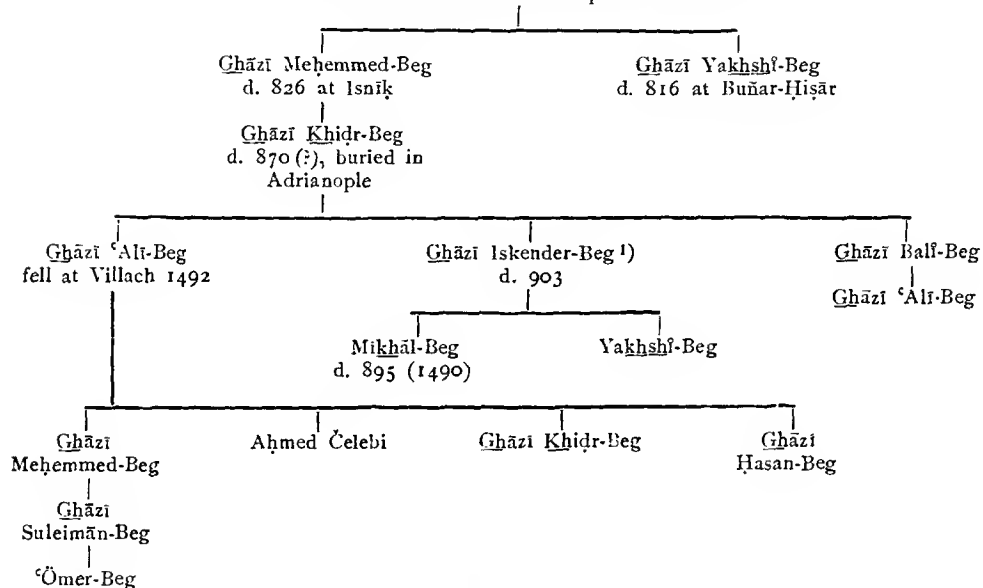 Ghāzī Meḥemmed-Beg
d. 826 at Isnīḳ
Ghāzī Yakhshî-Beg
d. 816 at Buñar-Ḥiṣār
Ghāzī Khiḍr-Beg
d. 870 (?), buried in
Adrianople
Ghāzī ʿAlī-Beg
fell at Villach 1492
Ghāzī Iskender-Beg ¹)
d. 903
Ghāzī Balî-Beg
Ghāzī ʿAlī-Beg
Mikhāl-Beg
d. 895 (1490)
Yakhshî-Beg
Ghāzī
Meḥemmed-Beg
Aḥmed Čelebi
Ghāzī Khiḍr-Beg
Ghāzī
Ḥasan-Beg
Ghāzī
Suleimān-Beg
ʿÖmer-Beg